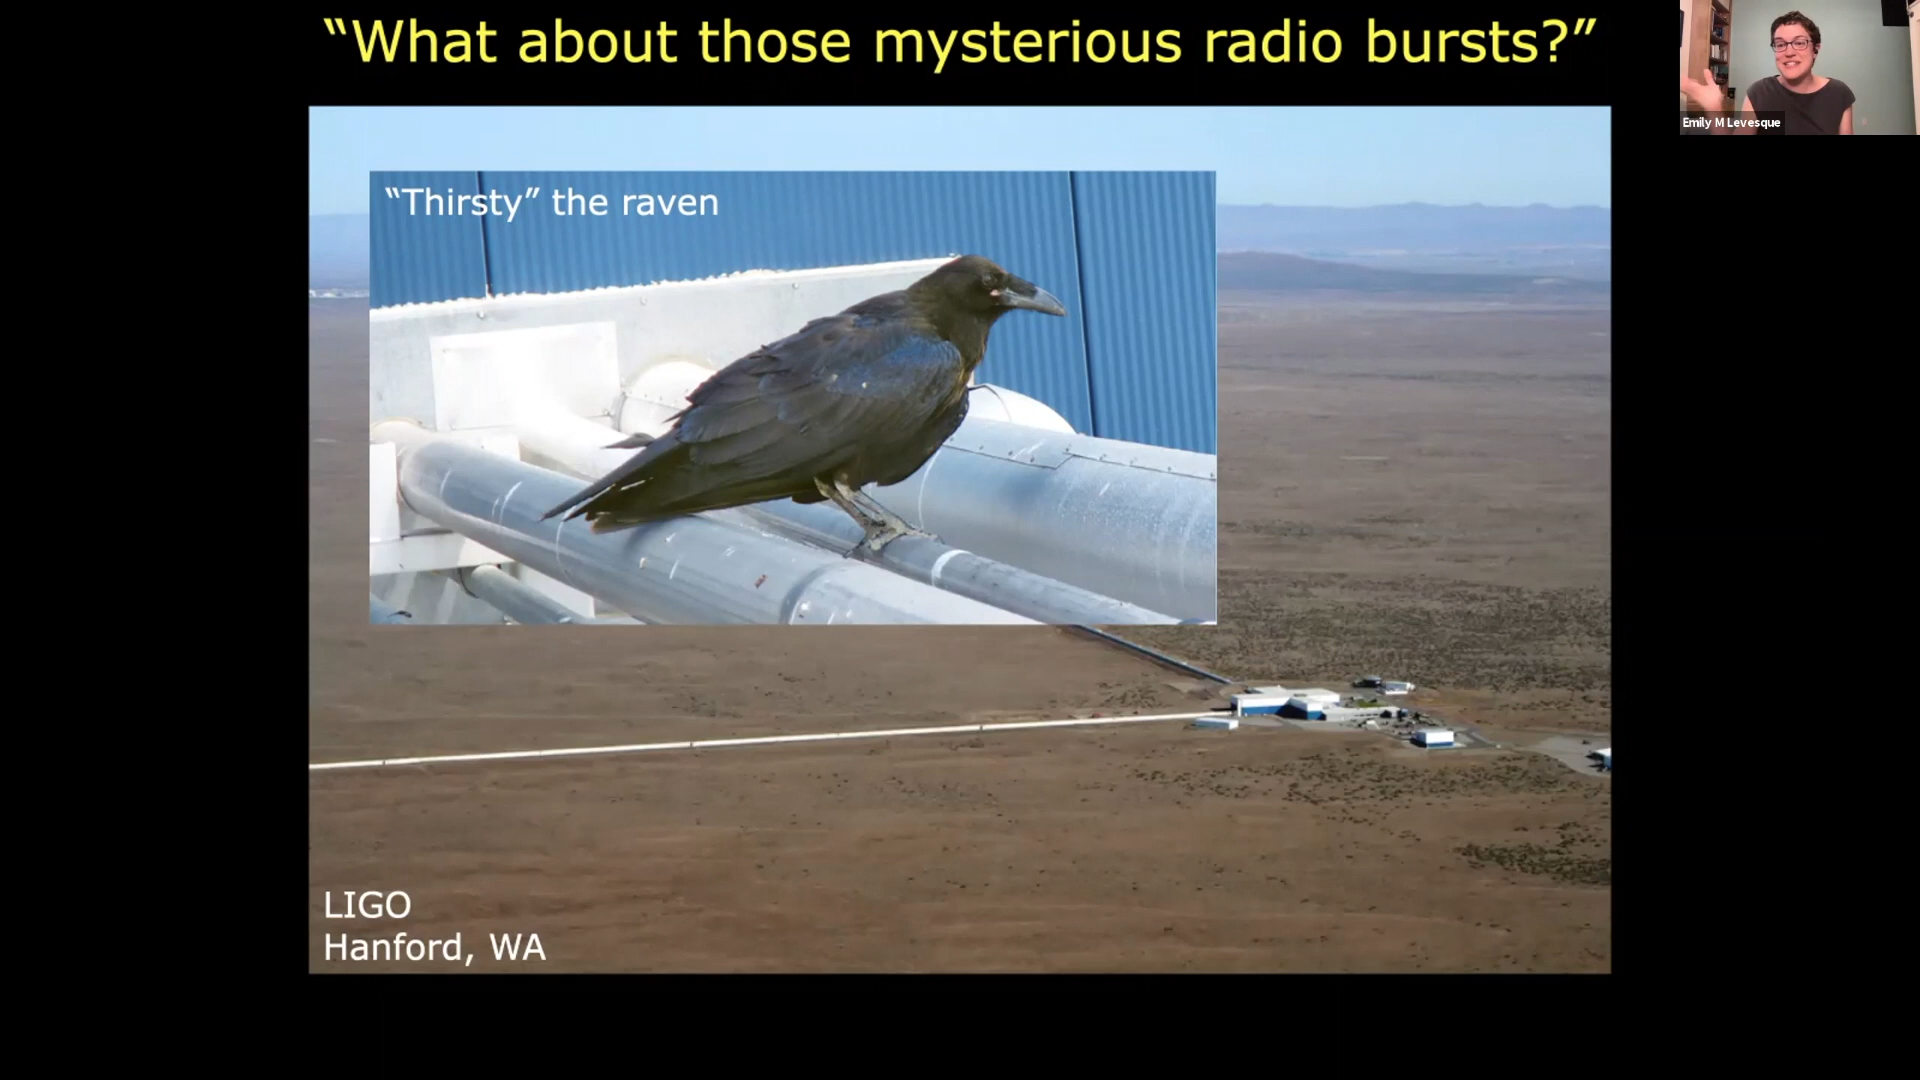 “What about those mysterious radio bursts?”
Emily M Levesque
“Thirsty” the raven
LIGO
Hanford, WA